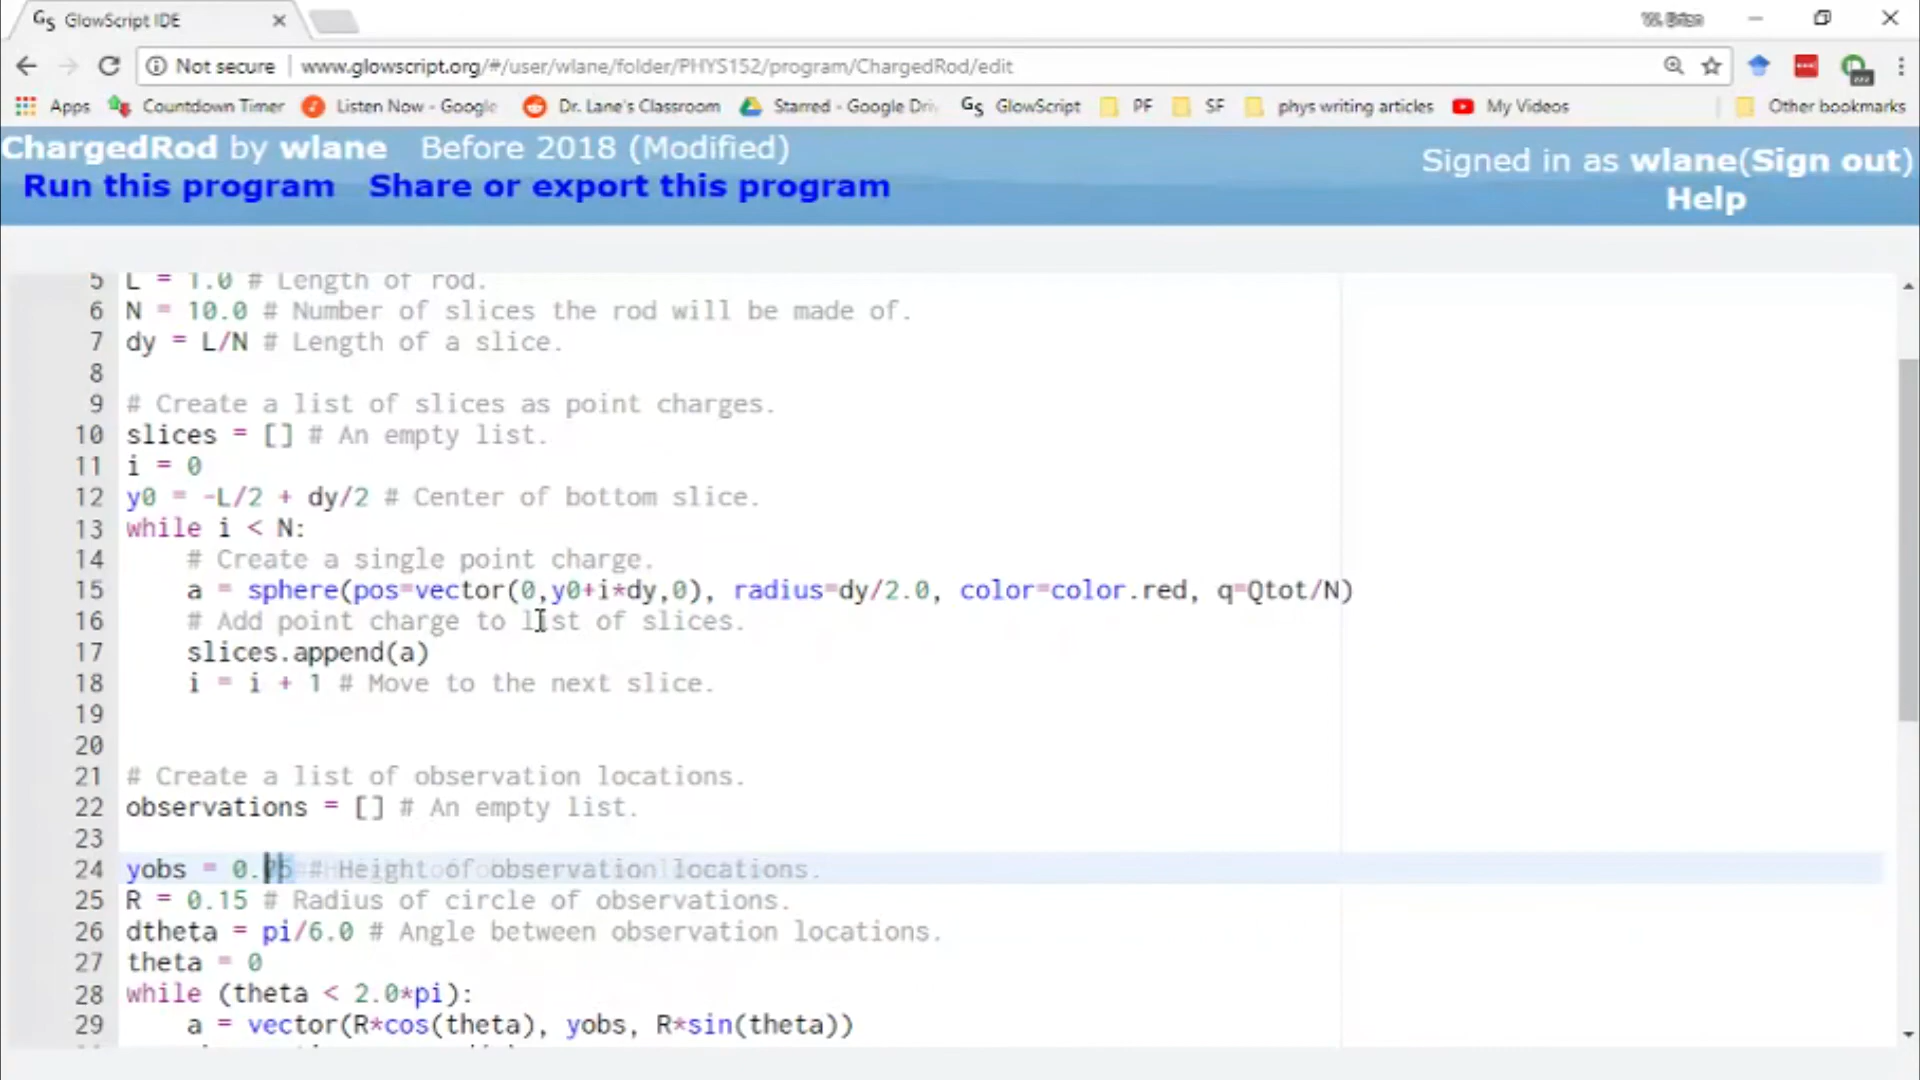 GlowScript IDE
Not secure www.glowscript.org/#/user/wlane/folder/PHYS152/program/ChargedRod/edit
Apps Countdown Timer Listen Now - Google Dr. Lane's Classroom Starred - Google Driv GlowScript PF SF phys writing articles My Videos Other bookmarks
ChargedRod by wlane Before 2018 (Modified)
Signed in as wlane(Sign out)
Run this program Share or export this program
Help
5 L = 1.0 # Length of rod.
6 N = 10.0 # Number of slices the rod will be made of.
7 dy = L/N # Length of a slice.
8
9 # Create a list of slices as point charges.
10 slices = [] # An empty list.
11 i = 0
12 y0 = -L/2 + dy/2 # Center of bottom slice.
13 while i < N:
14 # Create a single point charge.
15 a = sphere(pos=vector(0,y0+i*dy,0), radius=dy/2.0, color=color.red, q=Qtot/N)
16 # Add point charge to list of slices.
17 slices.append(a)
18 i = i + 1 # Move to the next slice.
19
20
21 # Create a list of observation locations.
22 observations = [] # An empty list.
23
24 yobs = 0. # Height of observation locations.
25 R = 0.15 # Radius of circle of observations.
26 dtheta = pi/6.0 # Angle between observation locations.
27 theta = 0
28 while (theta < 2.0*pi):
29 a = vector(R*cos(theta), yobs, R*sin(theta))